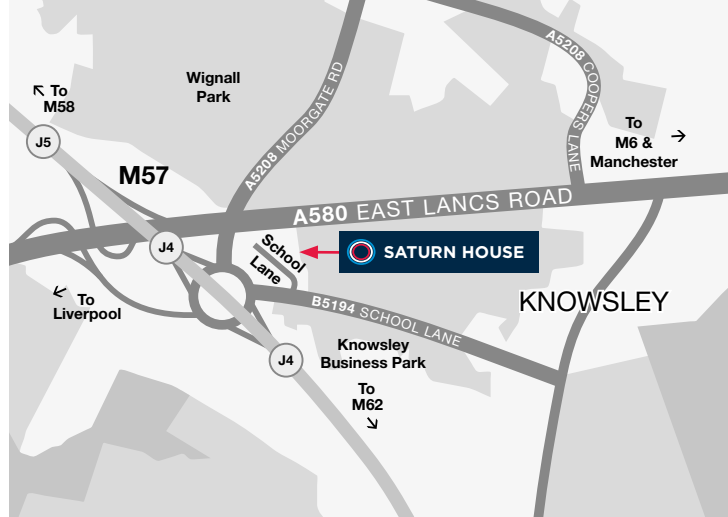 A5208 MOORGATE RD
A5208 COOPERS LANE
Wignall
Park
To
M58
J5
To
M6 &
Manchester
M57
A580 EAST LANCS ROAD
J4
School
Lane
SATURN HOUSE
To
Liverpool
B5194 SCHOOL LANE
KNOWSLEY
Knowsley
Business Park
J4
To
M62